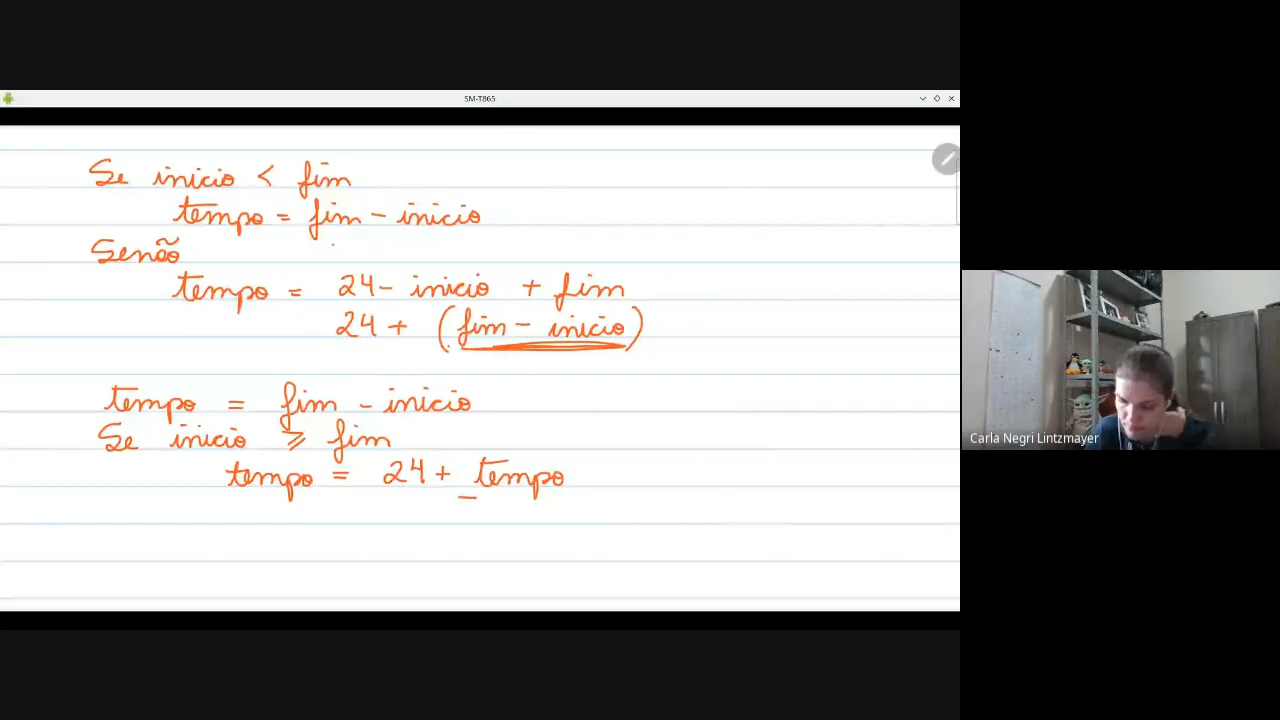 SM-T865
Se inicio < fim
tempo = fim - inicio
Senão
tempo = 24 - inicio + fim
24 + (fim - inicio)
tempo = fim - inicio
Se inicio ⩾ fim
tempo = 24 + tempo
Carla Negri Lintzmayer